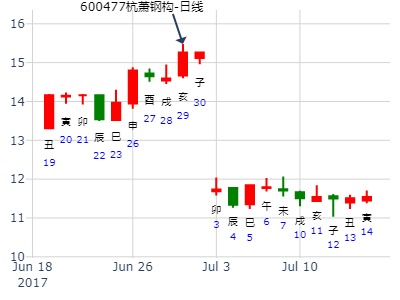 600477杭萧钢构-日线
16
15
14
13
12
11
10
丑
19
寅
20
卯
21
辰
22
巳
23
申
26
酉
27
戌
28
亥
29
子
30
卯
3
辰
4
巳
5
午
6
未
7
戌
10
亥
11
子
12
丑
13
寅
14
Jun 18
2017
Jun 26
Jul 3
Jul 10